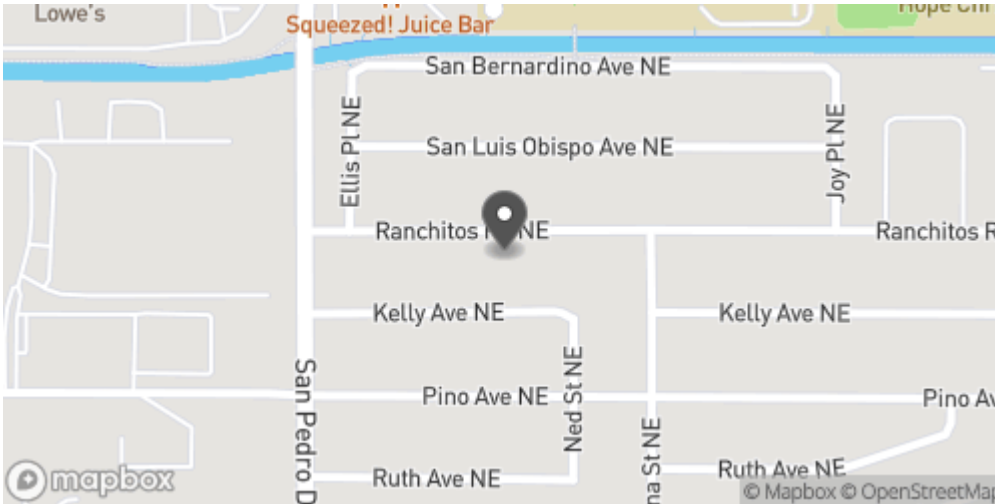 Lowe's
Squeezed! Juice Bar
San Bernardino Ave NE
Ellis Pl NE
San Luis Obispo Ave NE
Joy Pl NE
Ranchitos NE
Ranchitos R
Kelly Ave NE
Kelly Ave NE
San Pedro D
Pino Ave NE
Ned St NE
Pino Av
na St NE
Ruth Ave NE
Ruth Ave NE
mapbox
© Mapbox © OpenStreetMap